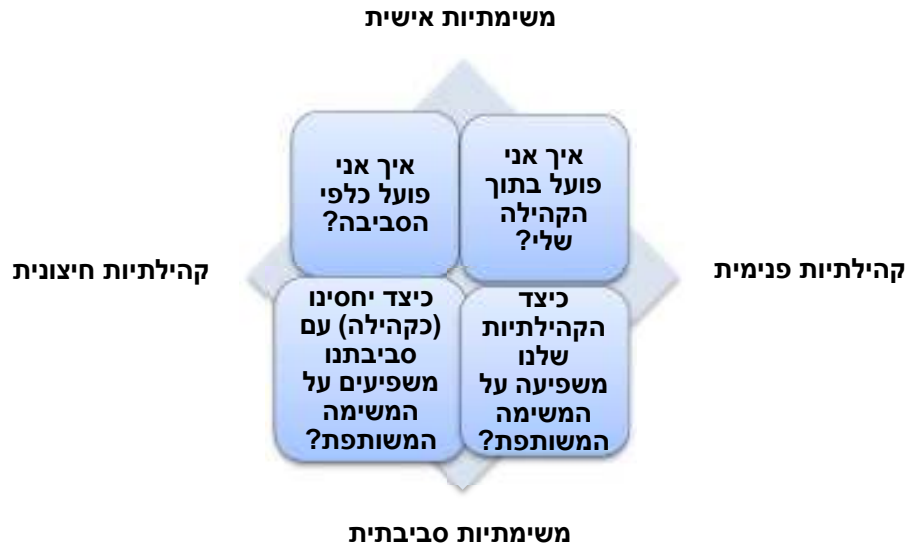 משימתיות אישית
איך אני
פועל בתוך
הקהילה
שלי?
איך אני
פועל כלפי
הסביבה?
קהילתיות פנימית
קהילתיות חיצונית
כיצד
הקהילתיות
שלנו
משפיעה על
המשימה
המשותפת?
כיצד יחסינו
(כקהילה) עם
סביבתנו
משפיעים על
המשימה
המשותפת?
משימתיות סביבתית